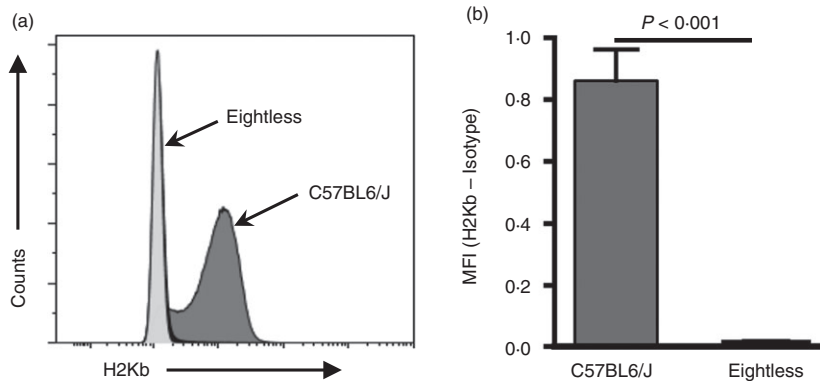 (a)
Counts
Eightless
C57BL6/J
H2Kb
(b)
P < 0·001
MFI (H2Kb – Isotype)
1·0
0·8
0·6
0·4
0·2
0·0
C57BL6/J Eightless